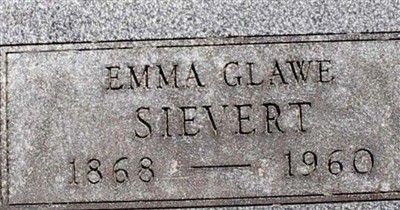 EMMA GLAWE
SIEVERT
1868 — 1960